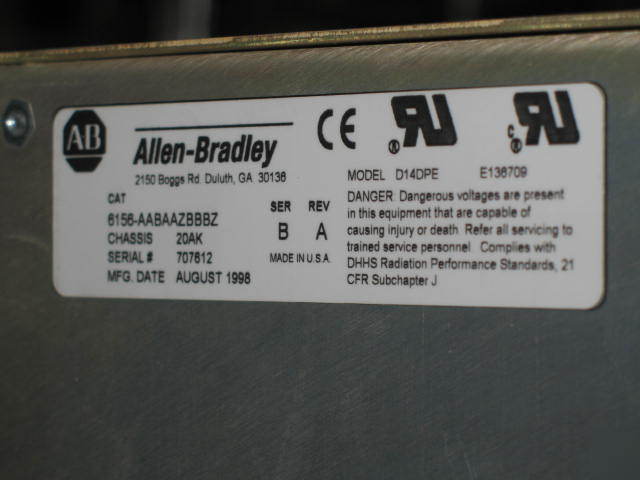 AB
Allen-Bradley
2150 Boggs Rd. Duluth, GA 30136
CAT
6156-AABAAZBBBZ
CHASSIS 20AK
SERIAL # 707612
MFG. DATE AUGUST 1998
SER REV
B A
MADE IN U.S.A.
CE
MODEL D14DPE E136709
DANGER: Dangerous voltages are present
in this equipment that are capable of
causing injury or death. Refer all servicing to
trained service personnel. Complies with
DHHS Radiation Performance Standards, 21
CFR Subchapter J